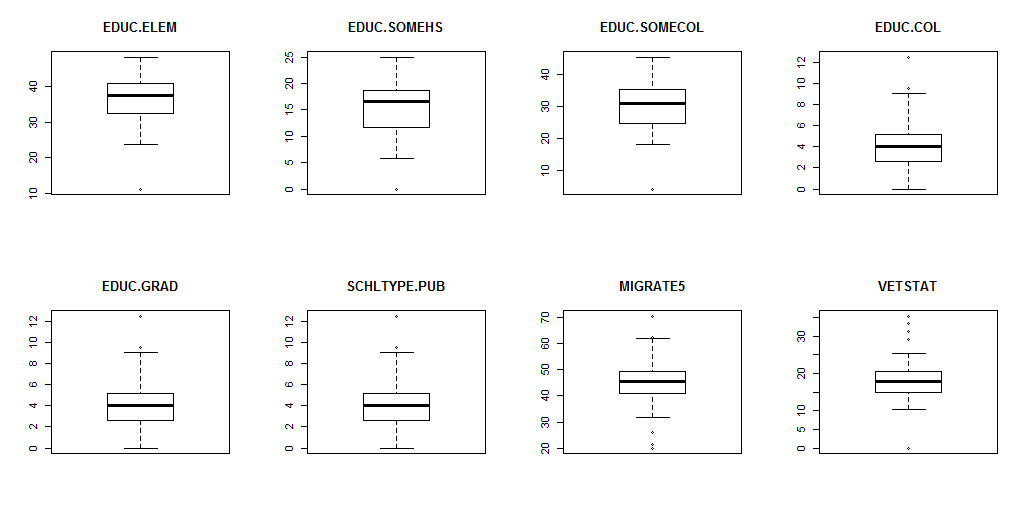 EDUC.ELEM
10 20 30 40
EDUC.SOMEHS
0 5 10 15 20 25
EDUC.SOMECOL
10 20 30 40
EDUC.COL
0 2 4 6 8 10 12
EDUC.GRAD
0 2 4 6 8 10 12
SCHLTYPE.PUB
0 2 4 6 8 10 12
MIGRATE5
20 30 40 50 60 70
VETSTAT
0 5 10 20 30